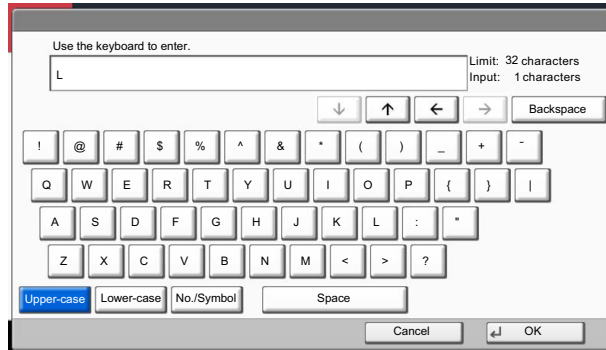 Use the keyboard to enter.
Limit: 32 characters
L
Input: 1 characters
↓ ↑ ← → Backspace
! @ # $ % ^ & * ( ) _ + ~
Q W E R T Y U I O P { } |
A S D F G H J K L : "
Z X C V B N M < > ?
Upper-case Lower-case No./Symbol Space
Cancel ↵ OK